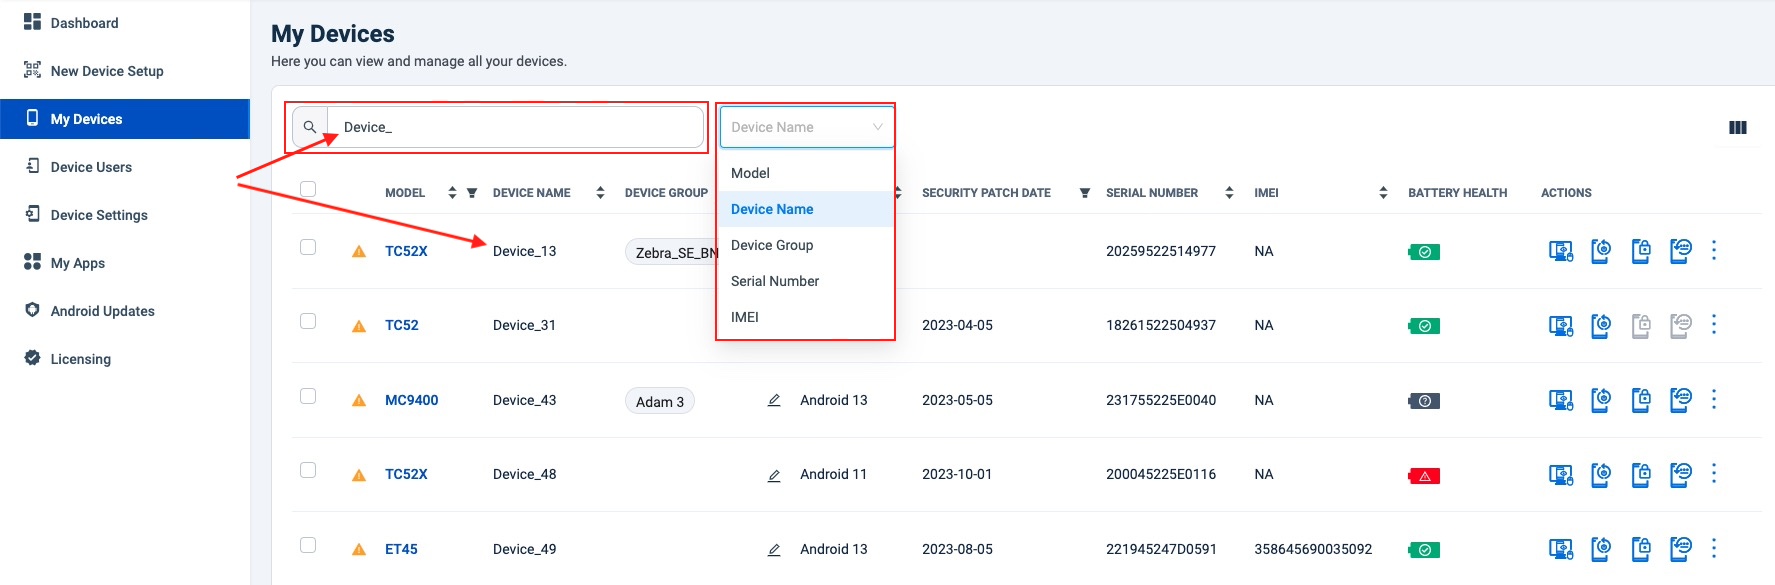 Dashboard
New Device Setup
My Devices
Device Users
Device Settings
My Apps
Android Updates
Licensing
My Devices
Here you can view and manage all your devices.
Device_
Device Name
Model
Device Name
Device Group
Serial Number
IMEI
MODEL DEVICE NAME DEVICE GROUP SECURITY PATCH DATE SERIAL NUMBER IMEI BATTERY HEALTH ACTIONS
TC52X Device_13 Zebra_SE_BN 20259522514977 NA
TC52 Device_31 2023-04-05 18261522504937 NA
MC9400 Device_43 Adam 3 Android 13 2023-05-05 231755225E0040 NA
TC52X Device_48 Android 11 2023-10-01 200045225E0116 NA
ET45 Device_49 Android 13 2023-08-05 221945247D0591 358645690035092